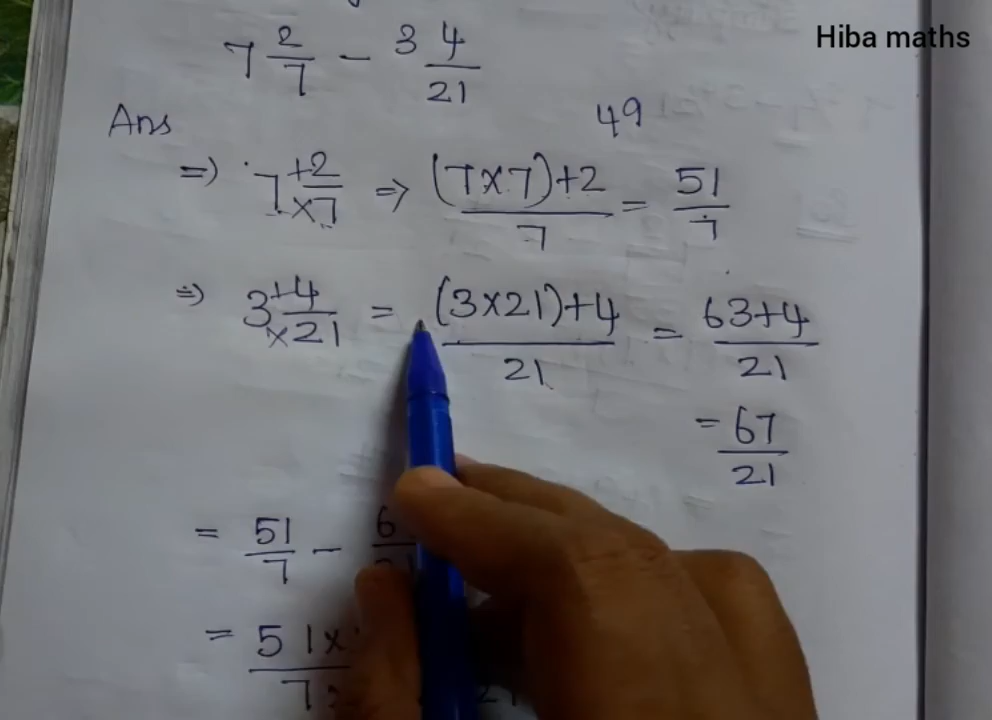 Hiba maths
7 2/7 - 3 4/21
Ans
49
=> 7 +2/×7 => (7×7)+2/7 = 51/7
=> 3 +4/×21 = (3×21)+4/21 = 63+4/21
= 67/21
= 51/7 - 6
= 51×/7